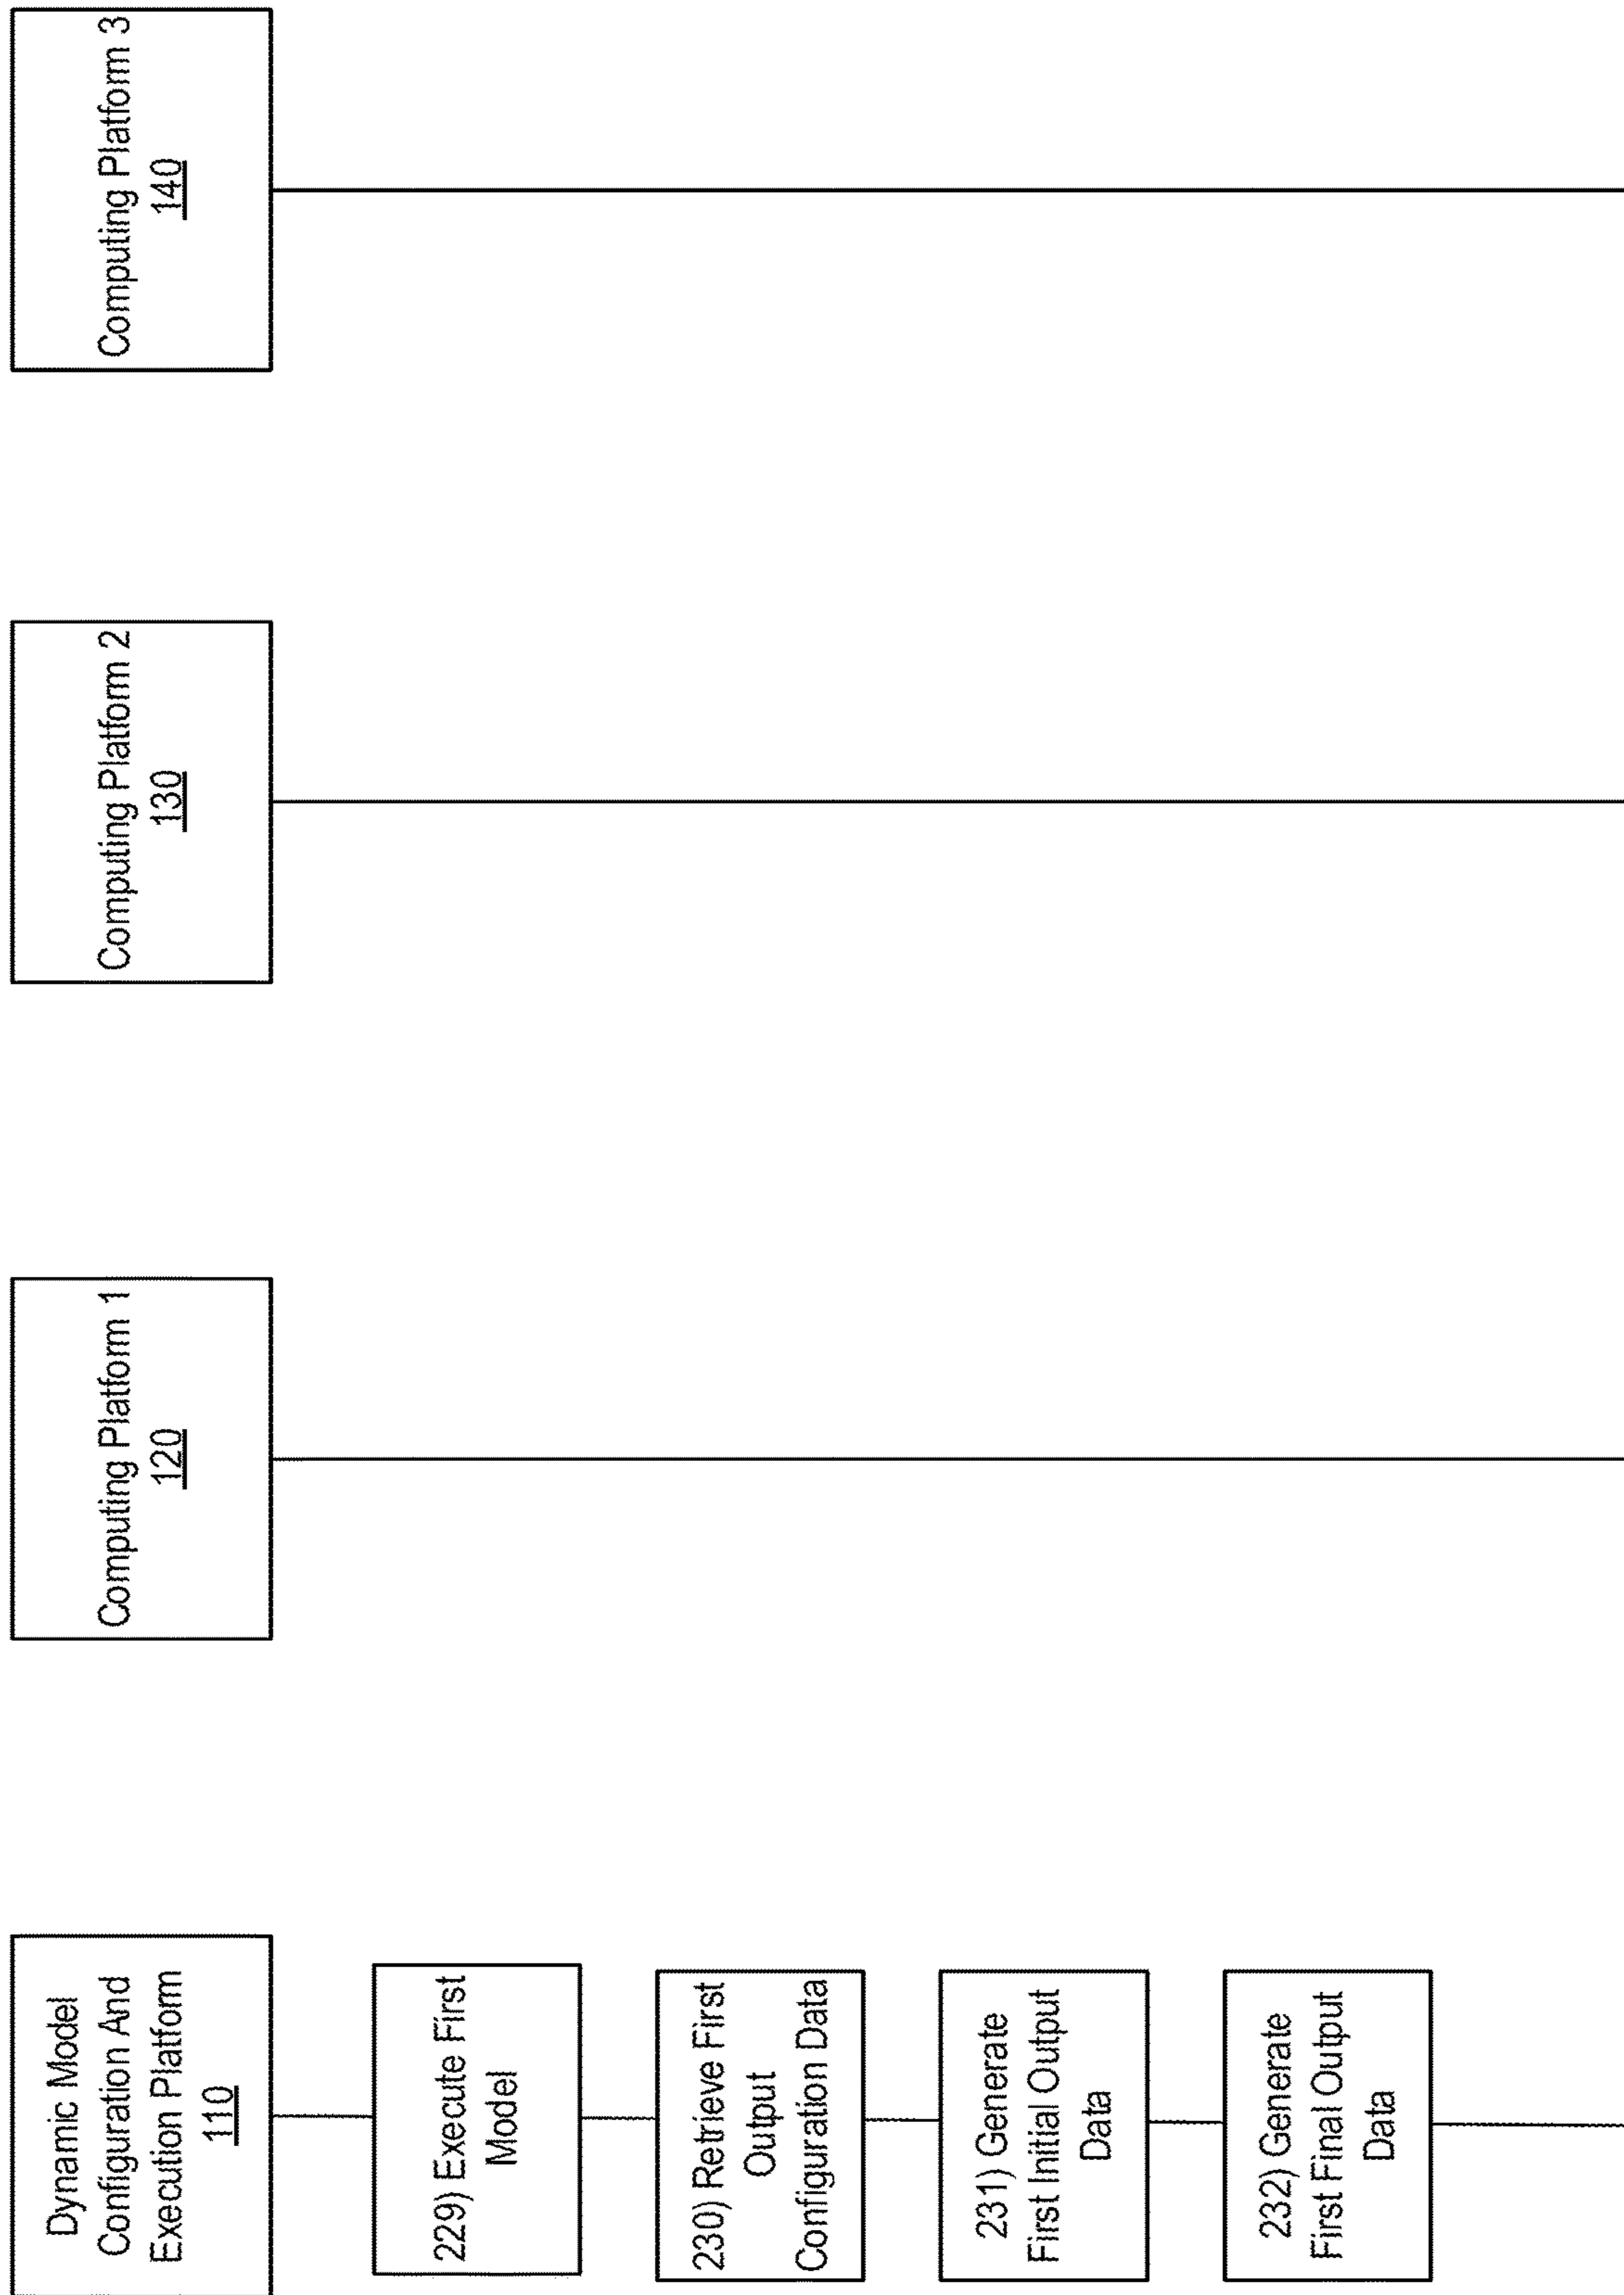 Dynamic Model
Configuration And
Execution Platform
110
Computing Platform 1
120
Computing Platform 2
130
Computing Platform 3
140
229) Execute First
Model
230) Retrieve First
Output
Configuration Data
231) Generate
First Initial Output
Data
232) Generate
First Final Output
Data